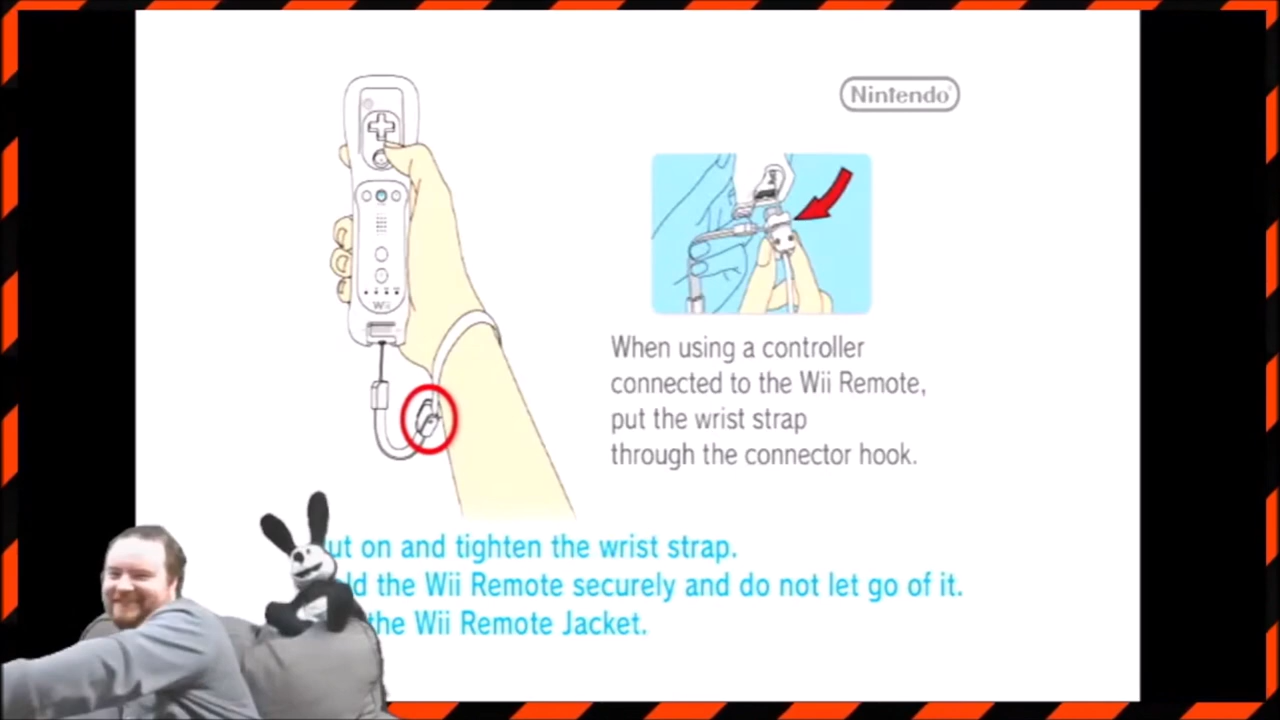 Nintendo
Wii
When using a controller
connected to the Wii Remote,
put the wrist strap
through the connector hook.
ut on and tighten the wrist strap.
ld the Wii Remote securely and do not let go of it.
the Wii Remote Jacket.